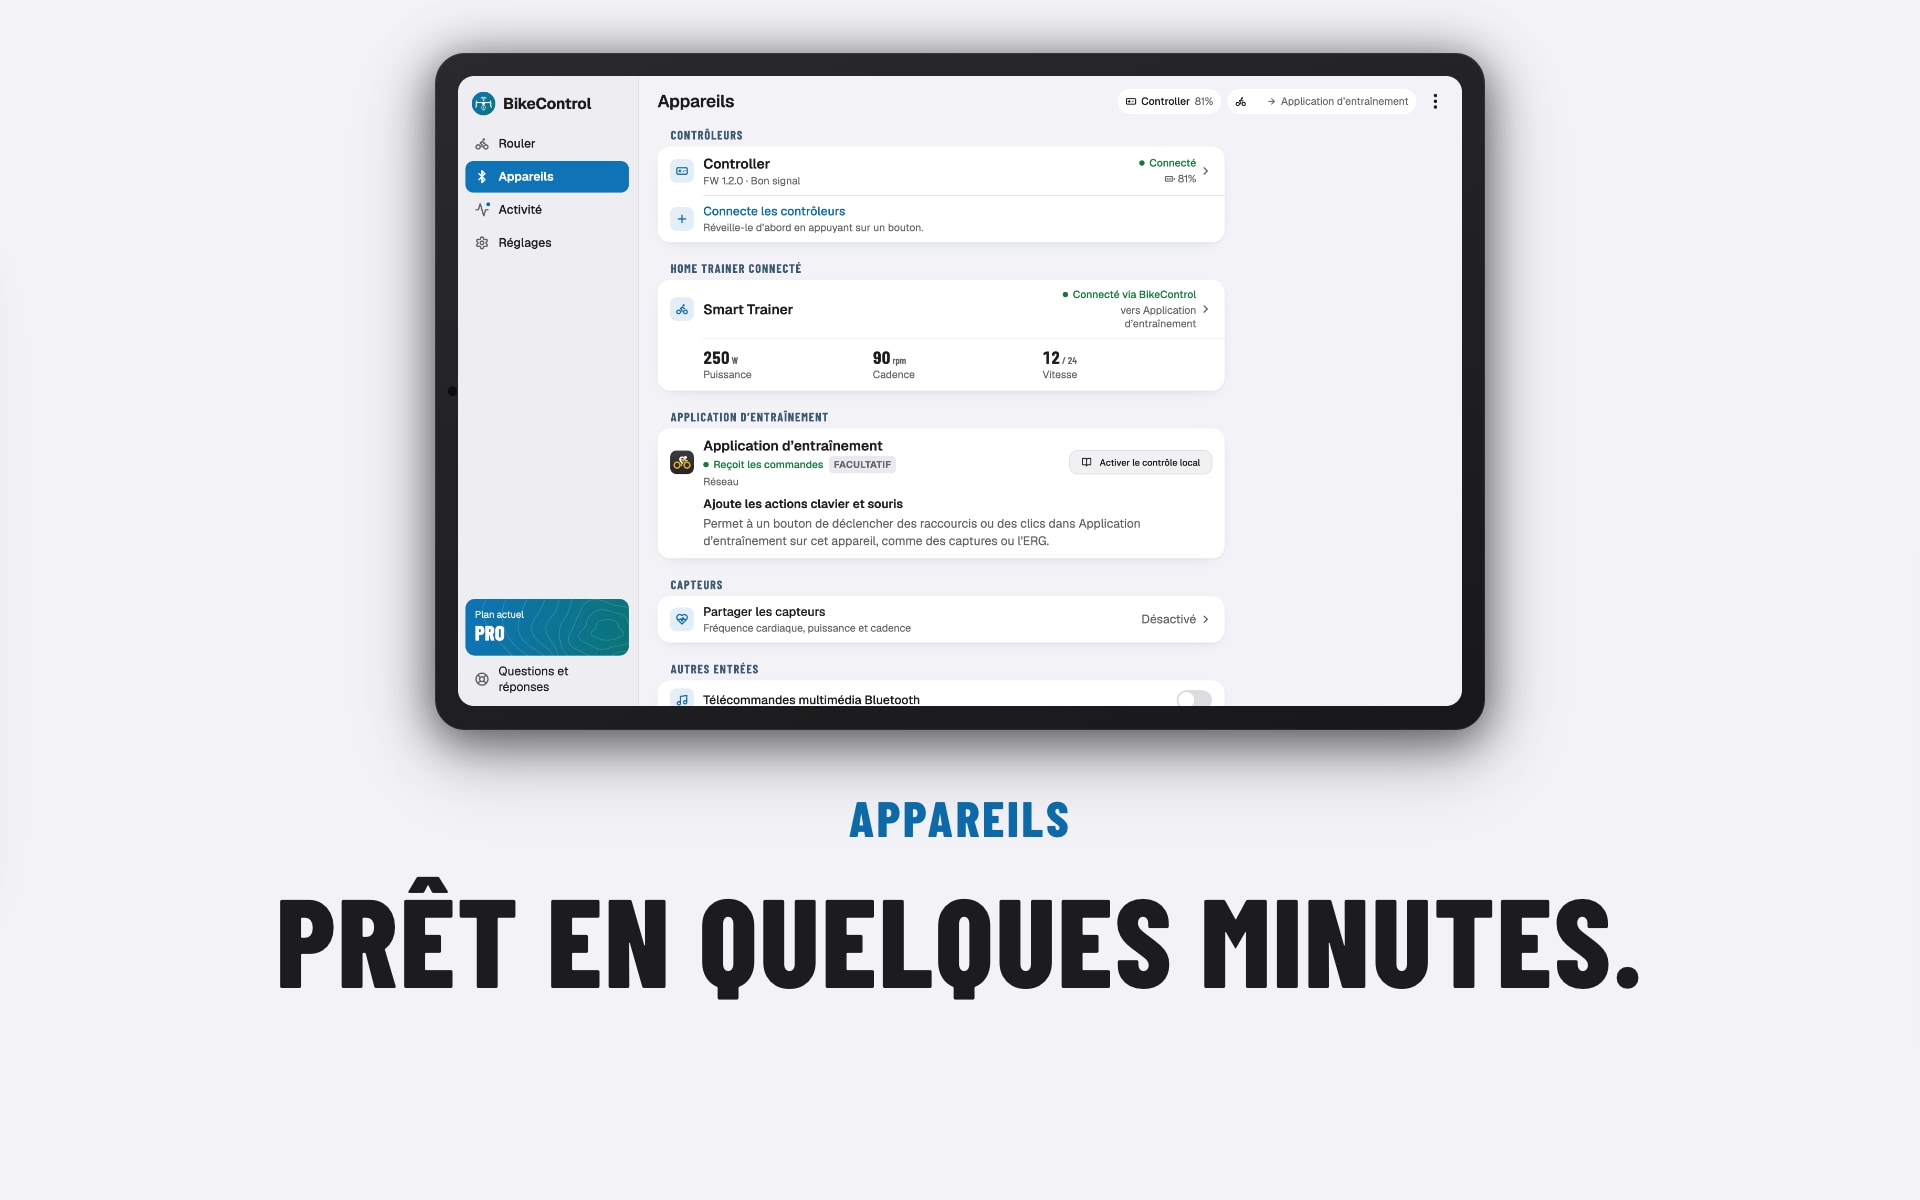 BikeControl
Rouler
Appareils
Activité
Réglages
Plan actuel
PRO
Questions et
réponses
Appareils
Controller 81%
→ Application d'entraînement
CONTRÔLEURS
Controller
FW 1.2.0 · Bon signal
Connecté
81%
Connecte les contrôleurs
Réveille-le d'abord en appuyant sur un bouton.
HOME TRAINER CONNECTÉ
Smart Trainer
Connecté via BikeControl
vers Application
d'entraînement
250 W
Puissance
90 rpm
Cadence
12 / 24
Vitesse
APPLICATION D'ENTRAÎNEMENT
Application d'entraînement
Reçoit les commandes FACULTATIF
Réseau
Activer le contrôle local
Ajoute les actions clavier et souris
Permet à un bouton de déclencher des raccourcis ou des clics dans Application
d'entraînement sur cet appareil, comme des captures ou l'ERG.
CAPTEURS
Partager les capteurs
Fréquence cardiaque, puissance et cadence
Désactivé
AUTRES ENTRÉES
Télécommandes multimédia Bluetooth
APPAREILS
PRÊT EN QUELQUES MINUTES.